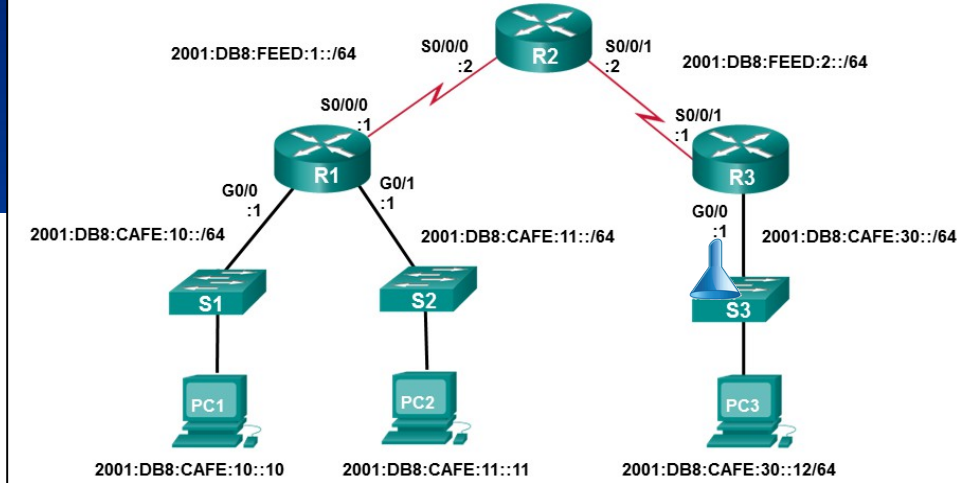 2001:DB8:FEED:1::/64
S0/0/0
:2
R2
S0/0/1
:2
2001:DB8:FEED:2::/64
S0/0/0
:1
S0/0/1
:1
R1
R3
G0/0
:1
G0/1
:1
G0/0
:1
2001:DB8:CAFE:10::/64
2001:DB8:CAFE:11::/64
2001:DB8:CAFE:30::/64
S1
S2
S3
PC1
PC2
PC3
2001:DB8:CAFE:10::10
2001:DB8:CAFE:11::11
2001:DB8:CAFE:30::12/64